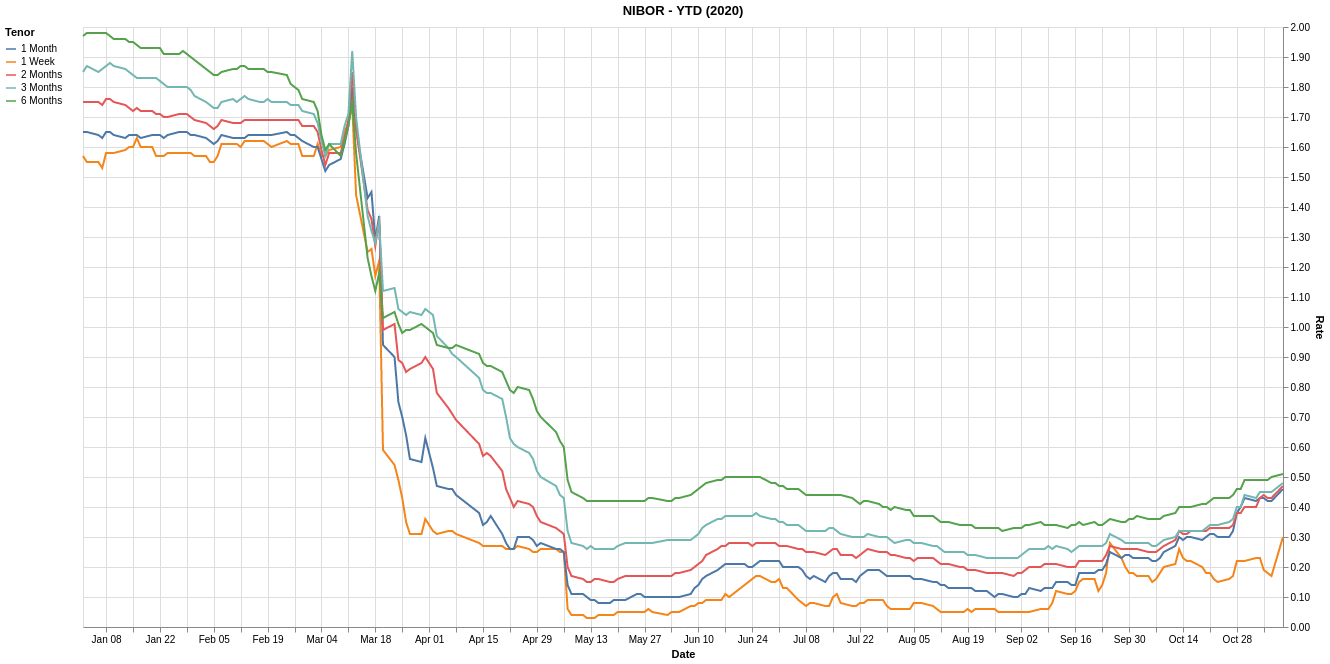 NIBOR - YTD (2020)
Tenor
1 Month
1 Week
2 Months
3 Months
6 Months
2.00
1.90
1.80
1.70
1.60
1.50
1.40
1.30
1.20
1.10
1.00
0.90
0.80
0.70
0.60
0.50
0.40
0.30
0.20
0.10
0.00
Rate
Jan 08 Jan 22 Feb 05 Feb 19 Mar 04 Mar 18 Apr 01 Apr 15 Apr 29 May 13 May 27 Jun 10 Jun 24 Jul 08 Jul 22 Aug 05 Aug 19 Sep 02 Sep 16 Sep 30 Oct 14 Oct 28
Date